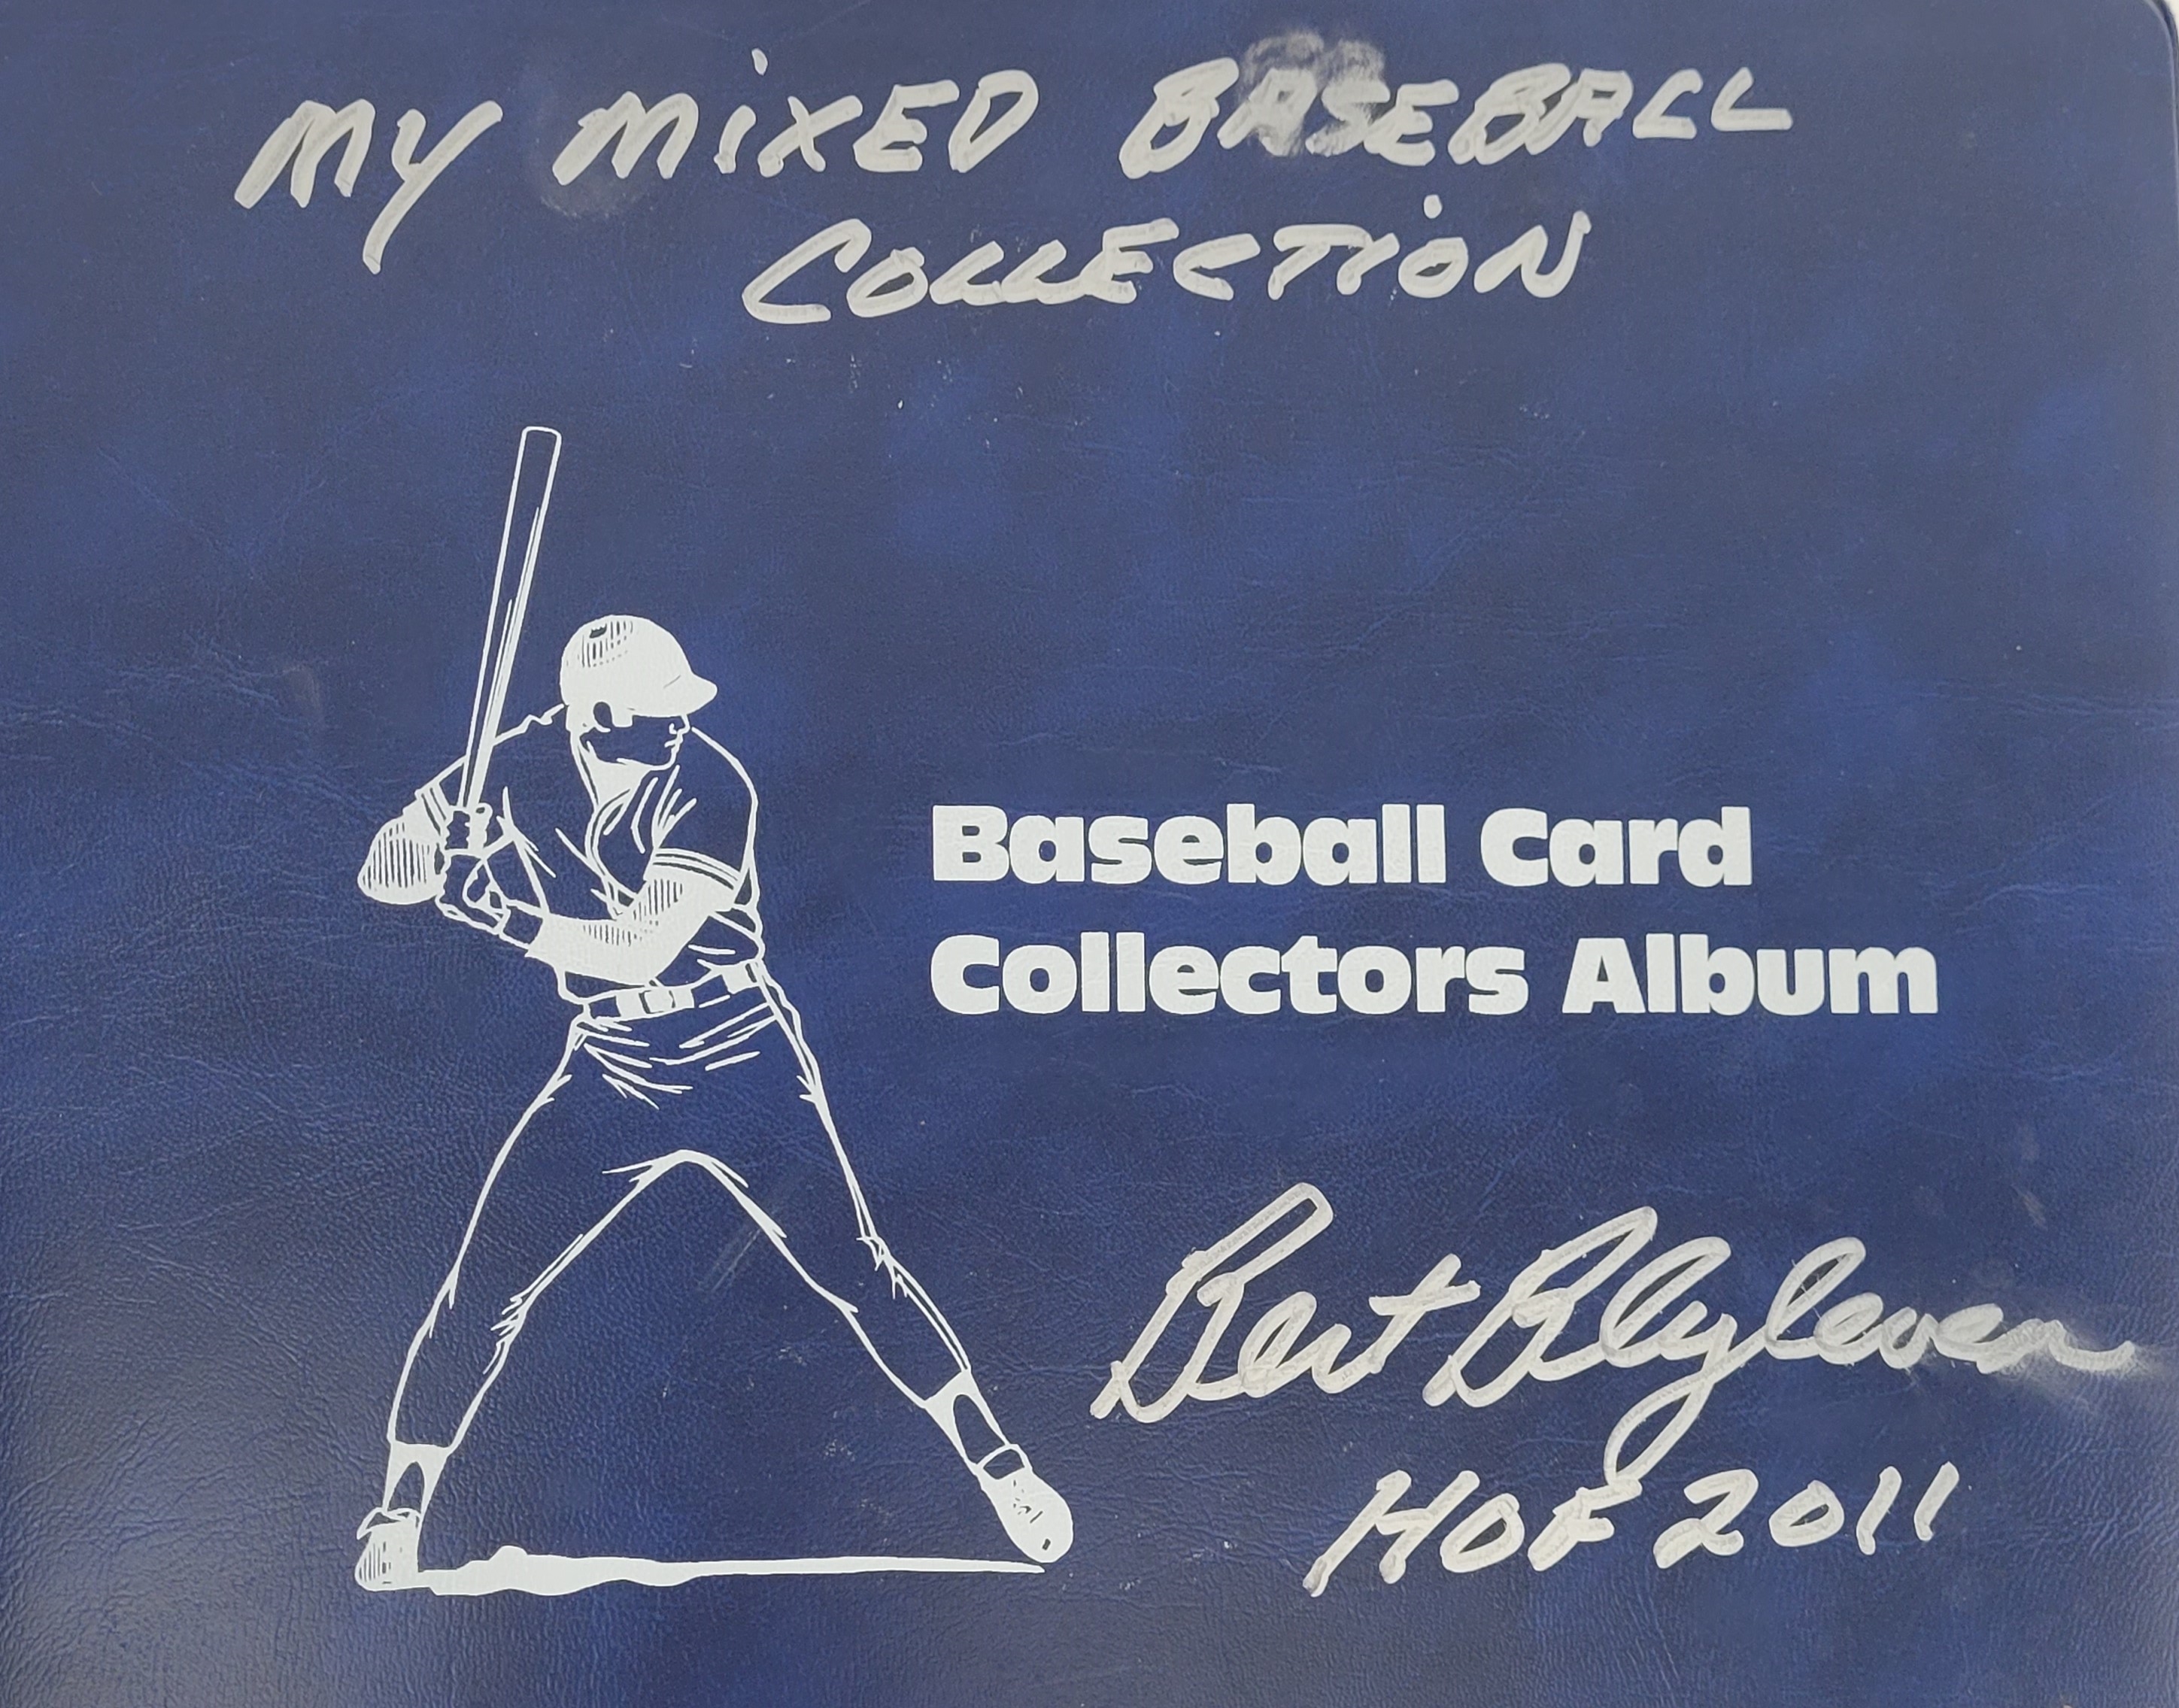 MY MiXED BASEBALL
COLLECTiON
Baseball Card
Collectors Album
Bert Blyleven
HOF 2011